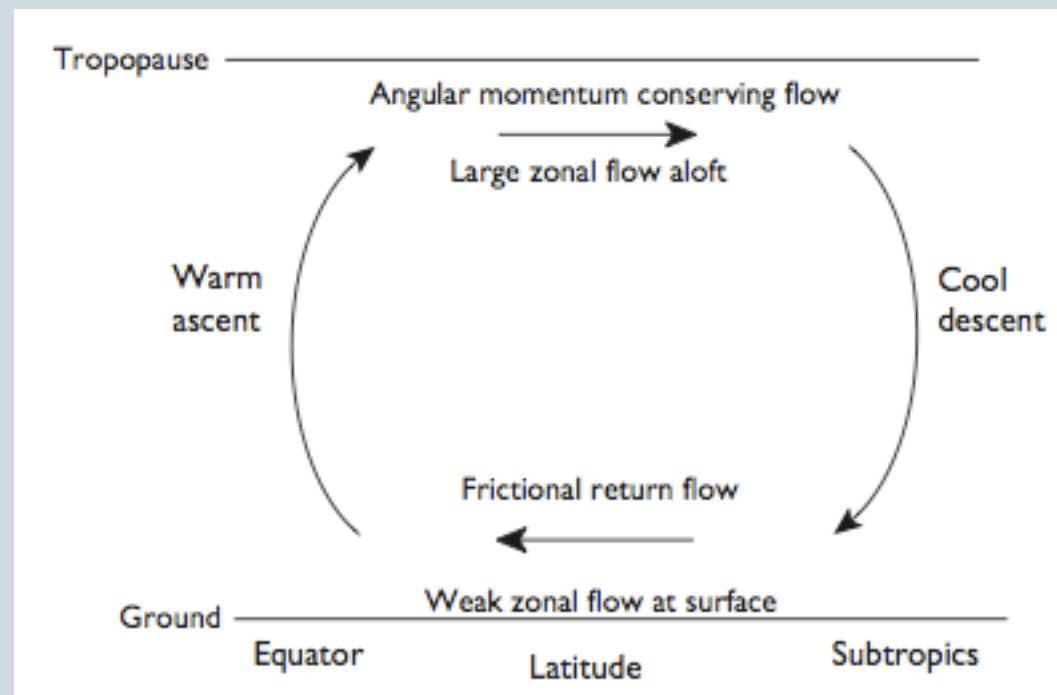 Tropopause
Angular momentum conserving flow
Large zonal flow aloft
Warm
ascent
Cool
descent
Frictional return flow
Weak zonal flow at surface
Ground
Equator
Latitude
Subtropics